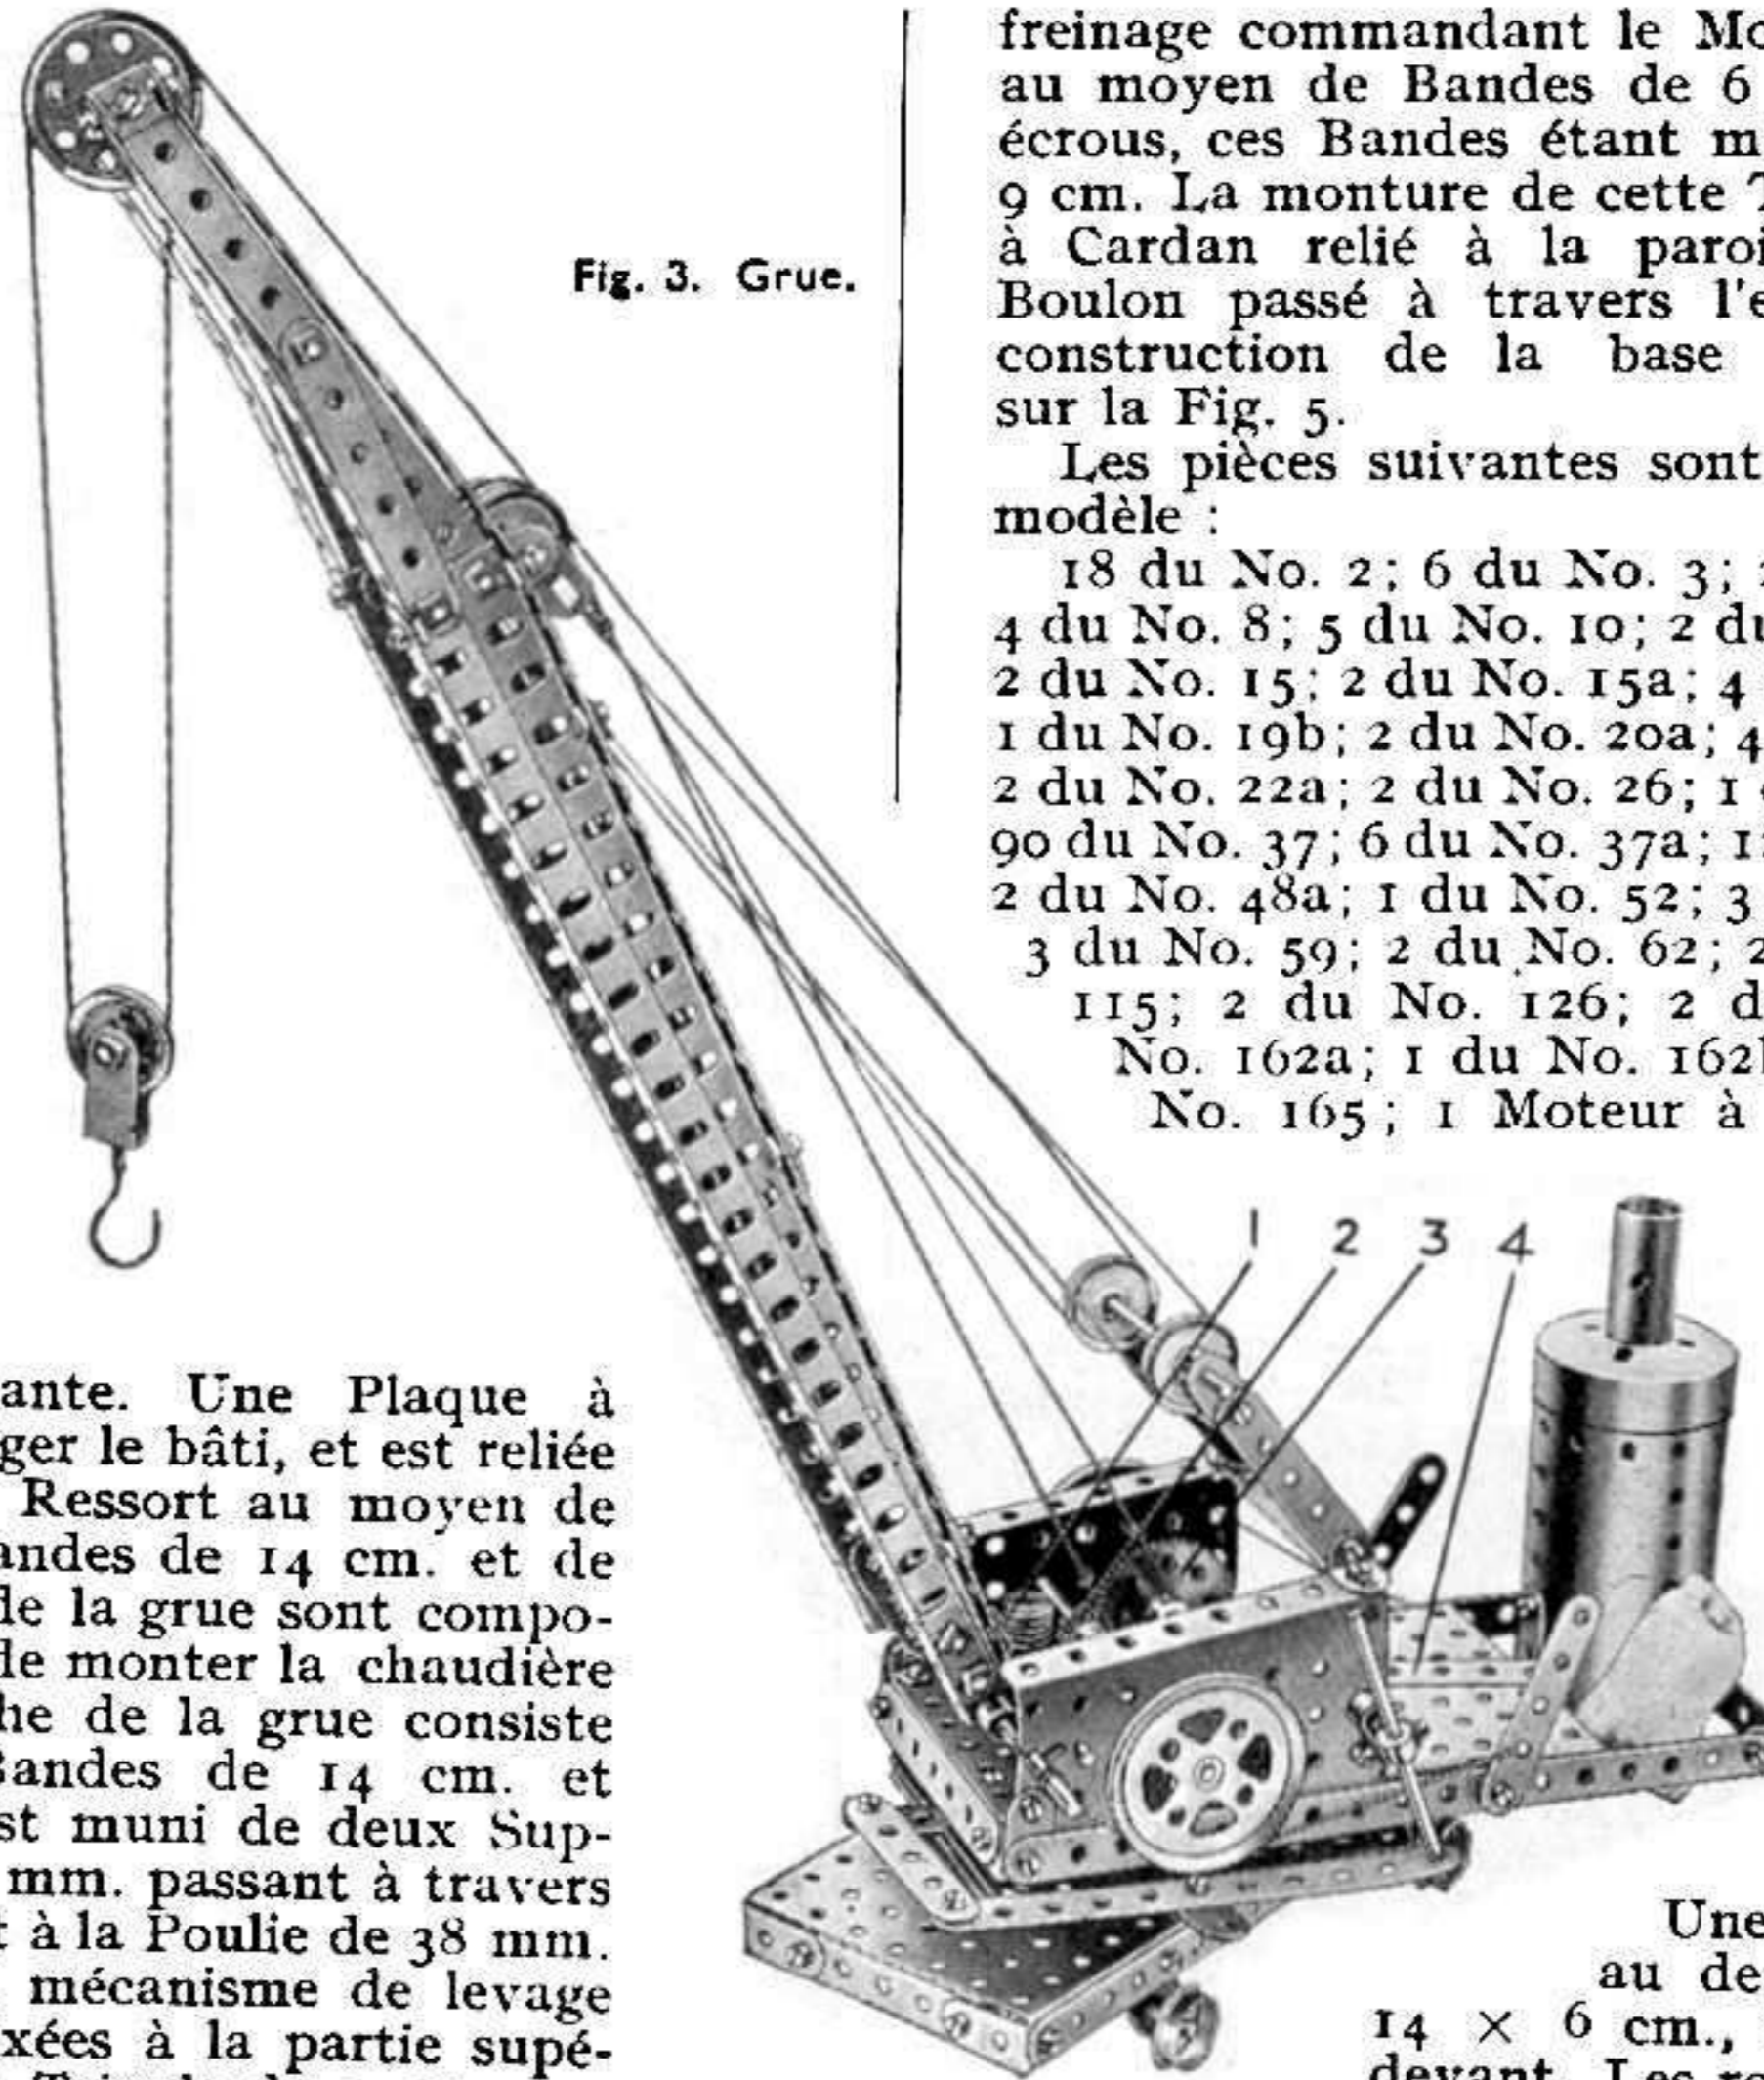 Fig. 3. Grue.
freinage commandant le
au moyen de Bandes de 6
écrous, ces Bandes étant
9 cm. La monture de cette
à Cardan relié à la paroi
Boulon passé à travers
construction de la base
sur la Fig. 5.
Les pièces suivantes sont
modèle :
18 du No. 2; 6 du No. 3;
4 du No. 8; 5 du No. 10; 2
2 du No. 15; 2 du No. 15a; 4
1 du No. 19b; 2 du No. 20a; 4
2 du No. 22a; 2 du No. 26; 1
90 du No. 37; 6 du No. 37a;
2 du No. 48a; 1 du No. 52; 3
3 du No. 59; 2 du No. 62; 2
115; 2 du No. 126; 2
No. 162a; 1 du No.
No. 165; 1 Moteur à
1 2 3 4
ante. Une Plaque à
ger le bâti, et est reliée
Ressort au moyen de
andes de 14 cm. et de
de la grue sont compo-
de monter la chaudière
he de la grue consiste
Bandes de 14 cm. et
st muni de deux Sup-
mm. passant à travers
t à la Poulie de 38 mm.
mécanisme de levage
xées à la partie supé-
Une
au de
14 × 6 cm.,
devant. Les